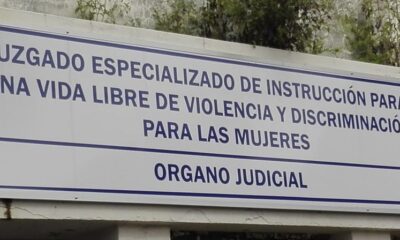 UZGADO ESPECIALIZADO DE INSTRUCCIÓN PARA
NA VIDA LIBRE DE VIOLENCIA Y DISCRIMINACIÓ
PARA LAS MUJERES
ORGANO JUDICIAL